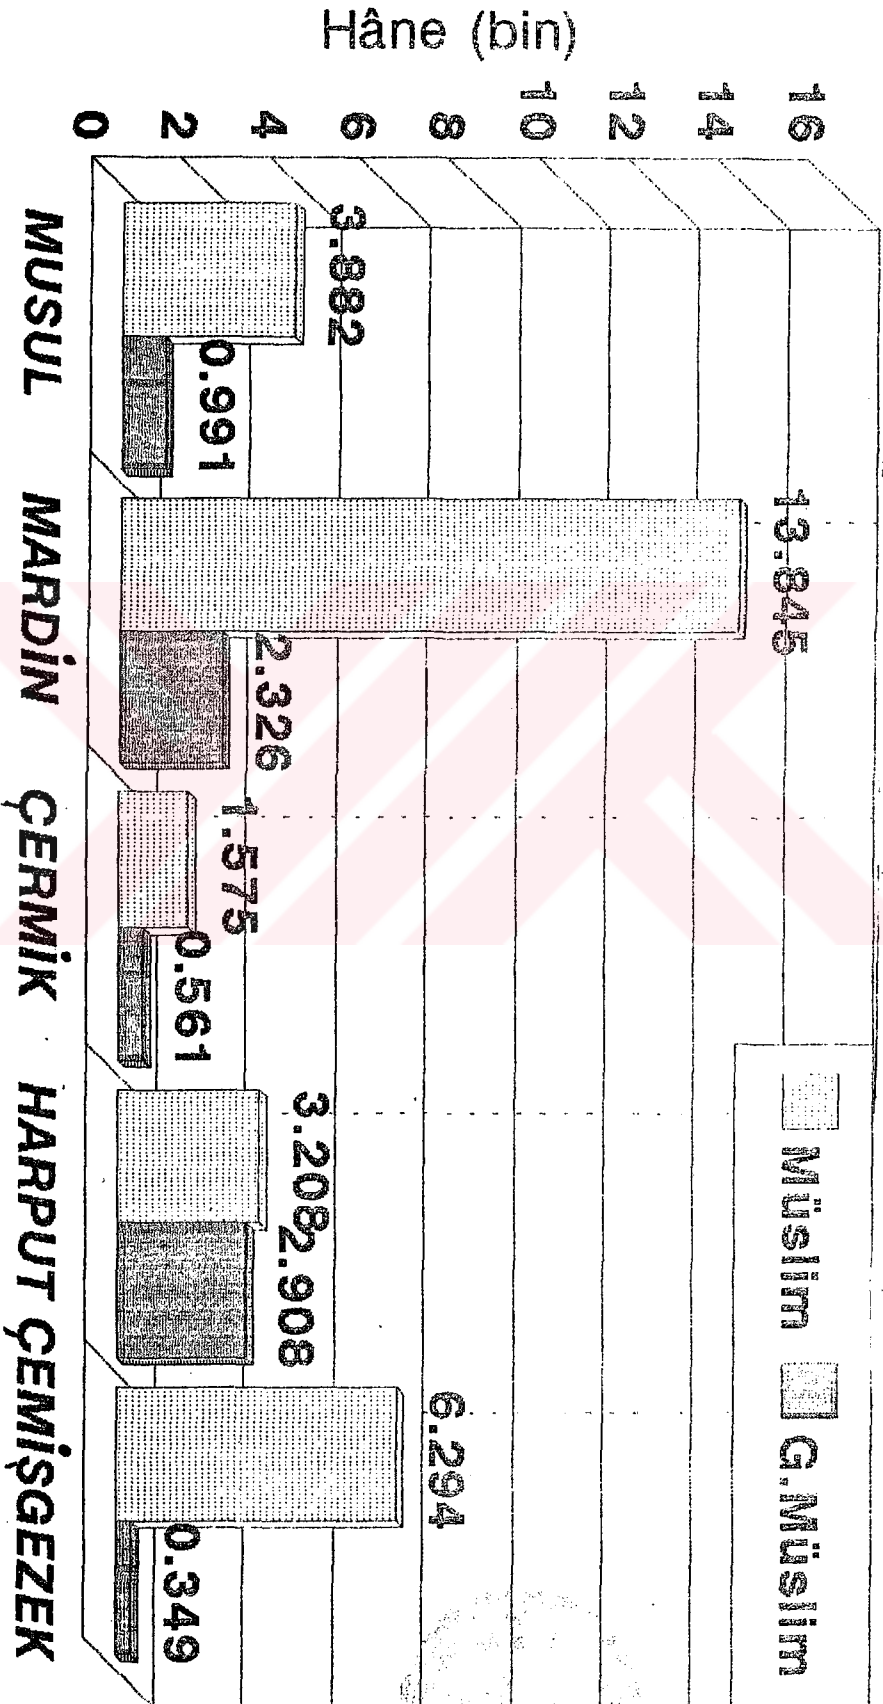 Hâne (bin)
16
14
12
10
8
6
4
2
0
Müslim
G.Müslim
3.882
0.991
13.845
2.326
1.575
0.561
3.208
2.908
6.294
0.349
MUSUL
MARDİN
ÇERMİK
HARPUT
ÇEMİŞGEZEK